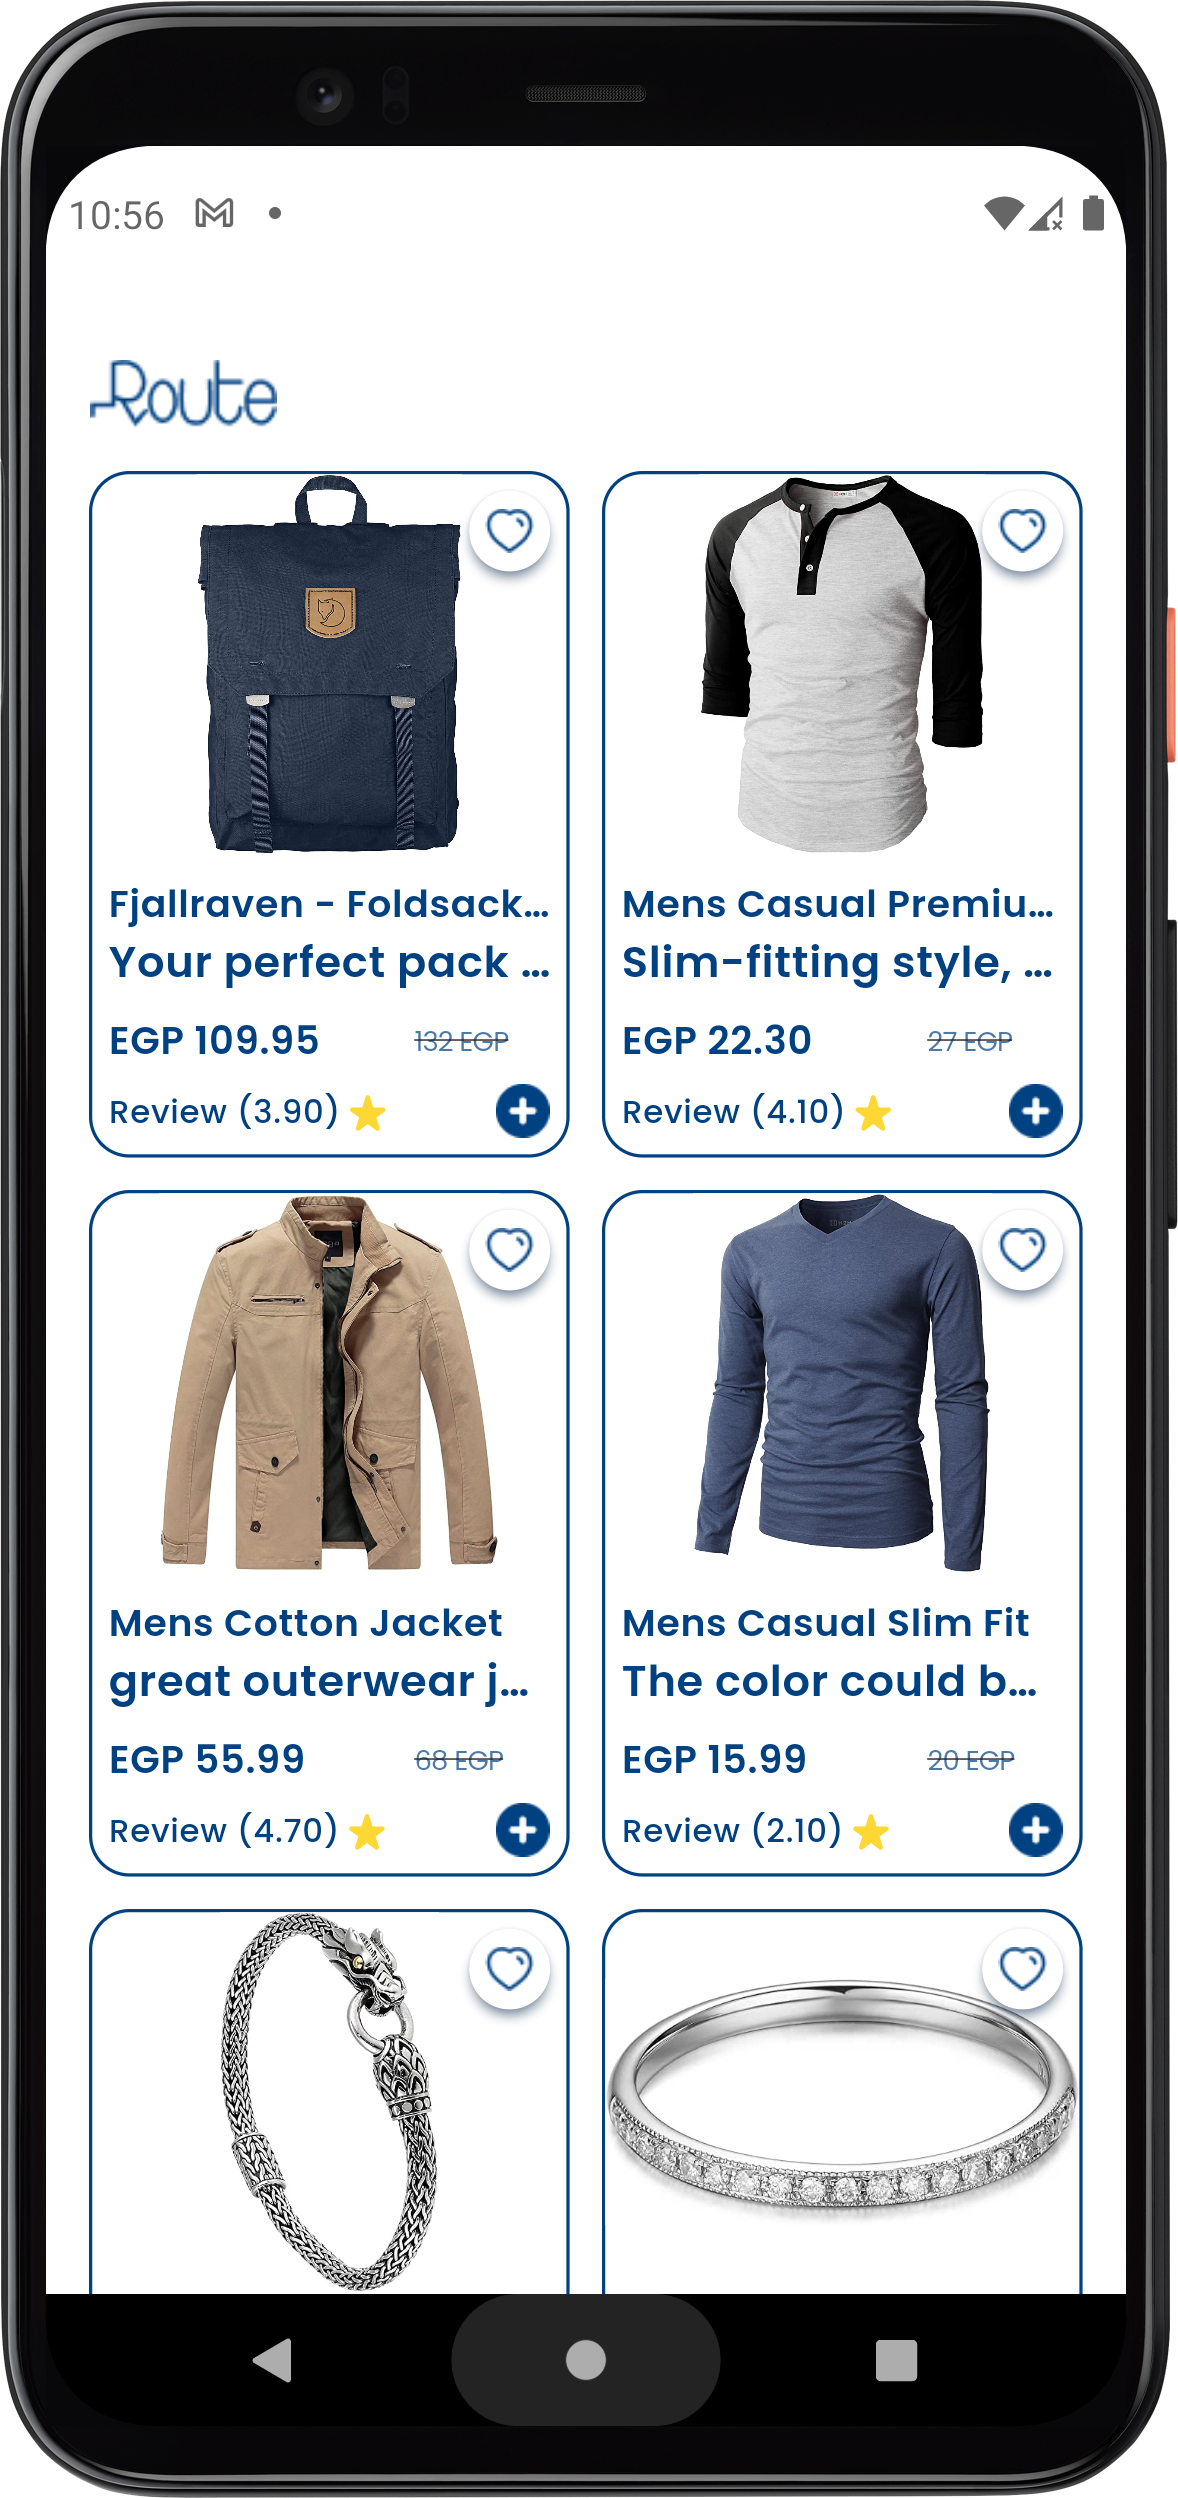 10:56
Route
Fjallraven - Foldsack...
Your perfect pack ...
EGP 109.95 132 EGP
Review (3.90)
Mens Casual Premiu...
Slim-fitting style, ...
EGP 22.30 27 EGP
Review (4.10)
Mens Cotton Jacket
great outerwear j...
EGP 55.99 68 EGP
Review (4.70)
Mens Casual Slim Fit
The color could b...
EGP 15.99 20 EGP
Review (2.10)